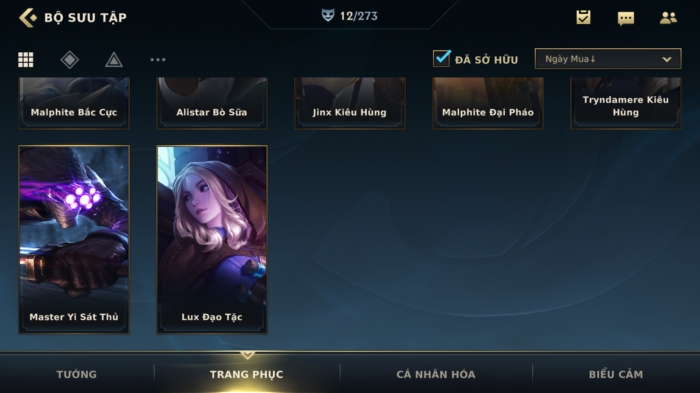 BỘ SƯU TẬP
12/273
ĐÃ SỞ HỮU
Ngày Mua↓
Malphite Bắc Cực
Alistar Bò Sữa
Jinx Kiêu Hùng
Malphite Đại Pháo
Tryndamere Kiêu
Hùng
Master Yi Sát Thủ
Lux Đạo Tặc
TƯỚNG
TRANG PHỤC
CÁ NHÂN HÓA
BIỂU CẢM